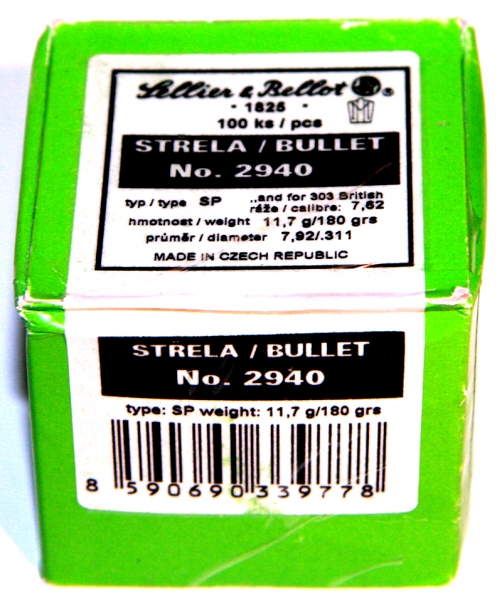 Sellier & Bellot ®
· 1825 ·
100 ks / pcs
STRELA / BULLET
No. 2940
typ / type SP „and for 303 British
ráže / calibre: 7,62
hmotnost / weight 11,7 g/180 grs
průměr / diameter 7,92/.311
MADE IN CZECH REPUBLIC
STRELA / BULLET
No. 2940
type: SP weight: 11,7 g/180 grs
8 590690 339778